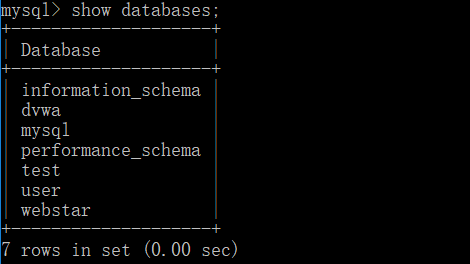 mysql> show databases;
+--------------------+
| Database           |
+--------------------+
| information_schema |
| dvwa               |
| mysql              |
| performance_schema |
| test               |
| user               |
| webstar            |
+--------------------+
7 rows in set (0.00 sec)